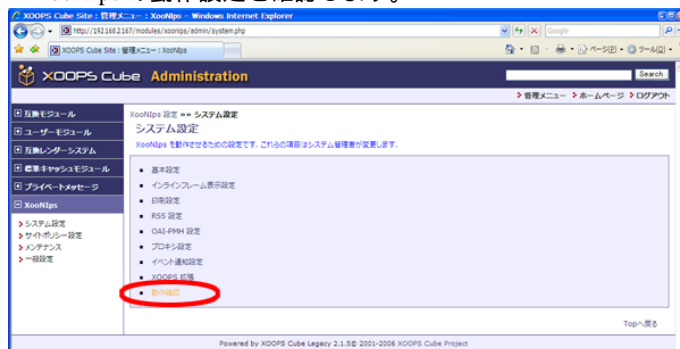 XOOPS Cube Site : 管理メニュー : XooNIps - Windows Internet Explorer
http://192.168.2.167/modules/xoonips/admin/system.php
Google
XOOPS Cube Site : 管理メニュー : XooNIps
ページ(P)
ツール(O)
XOOPS Cube Administration
Search
管理メニュー ホームページ ログアウト
互換モジュール
ユーザーモジュール
互換レンダーシステム
標準キャッシュモジュール
プライベートメッセージ
XooNIps
システム設定
サイトポリシー設定
メンテナンス
一般設定
XooNIps 設定 »» システム設定
システム設定
XooNIps を動作させるための設定です. これらの項目はシステム管理者が変更します.
基本設定
インラインフレーム表示設定
印刷設定
RSS 設定
OAI-PMH 設定
プロキシ設定
イベント通知設定
XOOPS 拡張
動作確認
Topへ戻る
Powered by XOOPS Cube Legacy 2.1.5© 2001-2006 XOOPS Cube Project